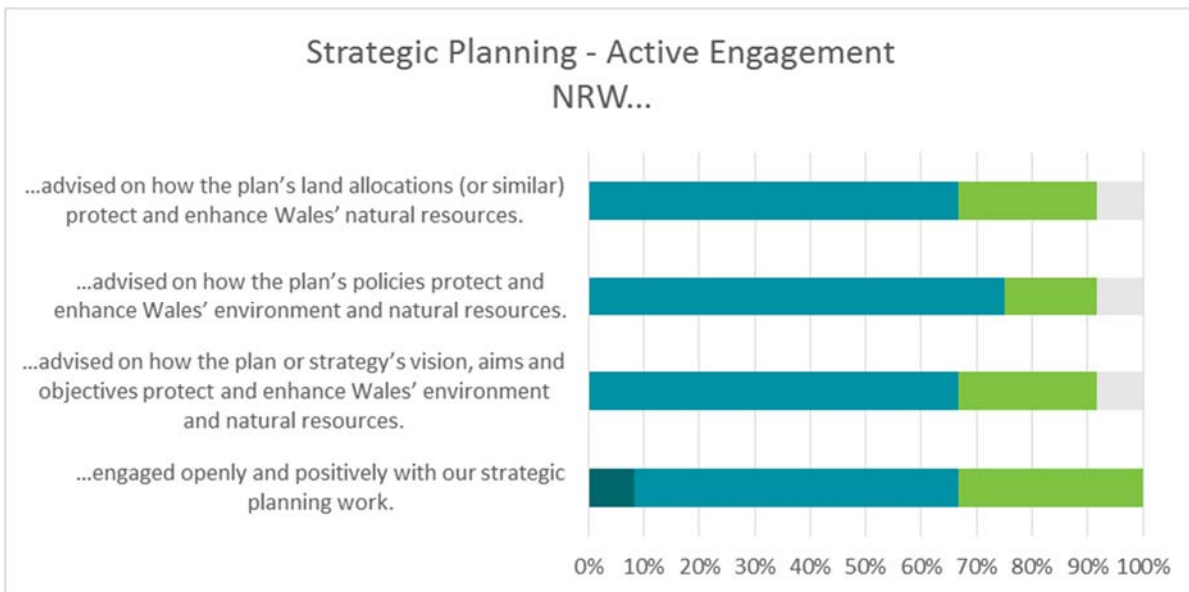 Strategic Planning - Active Engagement
NRW...
...advised on how the plan’s land allocations (or similar)
protect and enhance Wales’ natural resources.
...advised on how the plan’s policies protect and
enhance Wales’ environment and natural resources.
...advised on how the plan or strategy’s vision, aims and
objectives protect and enhance Wales’ environment
and natural resources.
...engaged openly and positively with our strategic
planning work.
0% 10% 20% 30% 40% 50% 60% 70% 80% 90% 100%